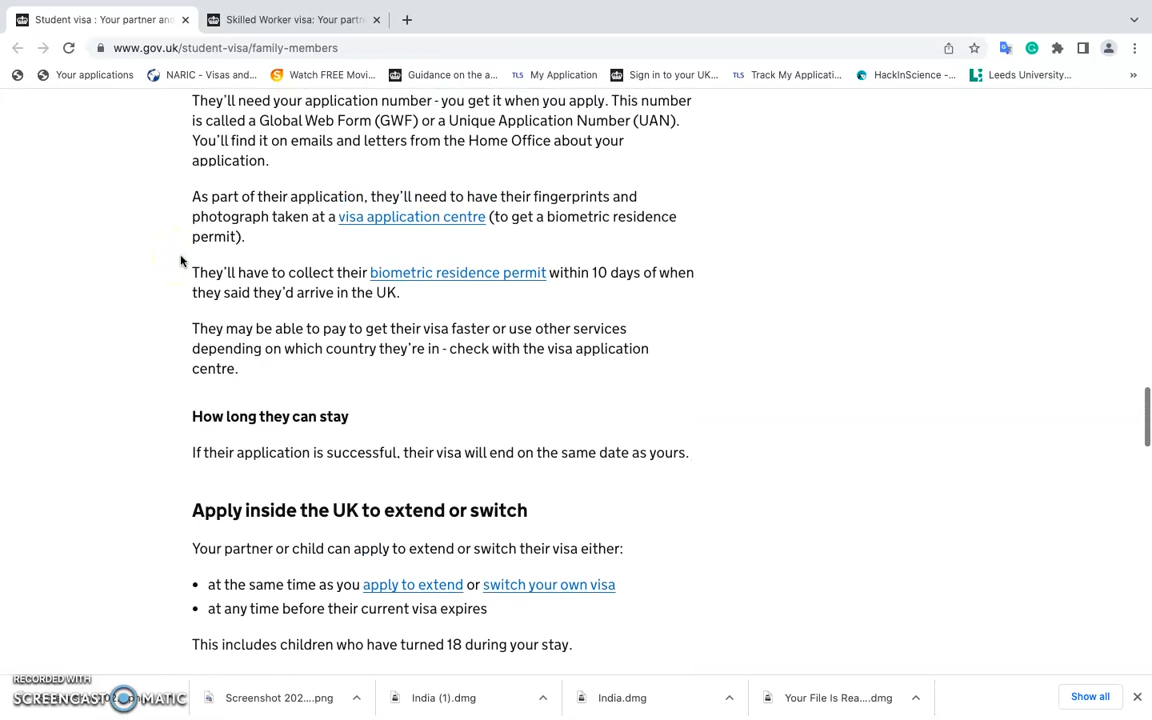 Student visa : Your partner and
Skilled Worker visa: Your partn
www.gov.uk/student-visa/family-members
Your applications
NARIC - Visas and...
Watch FREE Movi...
Guidance on the a...
TLS My Application
Sign in to your UK...
TLS Track My Applicati...
HackInScience -...
Leeds University...
»
They'll need your application number - you get it when you apply. This number
is called a Global Web Form (GWF) or a Unique Application Number (UAN).
You'll find it on emails and letters from the Home Office about your
application.
As part of their application, they'll need to have their fingerprints and
photograph taken at a visa application centre (to get a biometric residence
permit).
They'll have to collect their biometric residence permit within 10 days of when
they said they'd arrive in the UK.
They may be able to pay to get their visa faster or use other services
depending on which country they're in - check with the visa application
centre.
How long they can stay
If their application is successful, their visa will end on the same date as yours.
Apply inside the UK to extend or switch
Your partner or child can apply to extend or switch their visa either:
• at the same time as you apply to extend or switch your own visa
• at any time before their current visa expires
This includes children who have turned 18 during your stay.
RECORDED WITH
SCREENCAST MATIC
Screenshot 202....png
India (1).dmg
India.dmg
Your File Is Rea....dmg
Show all